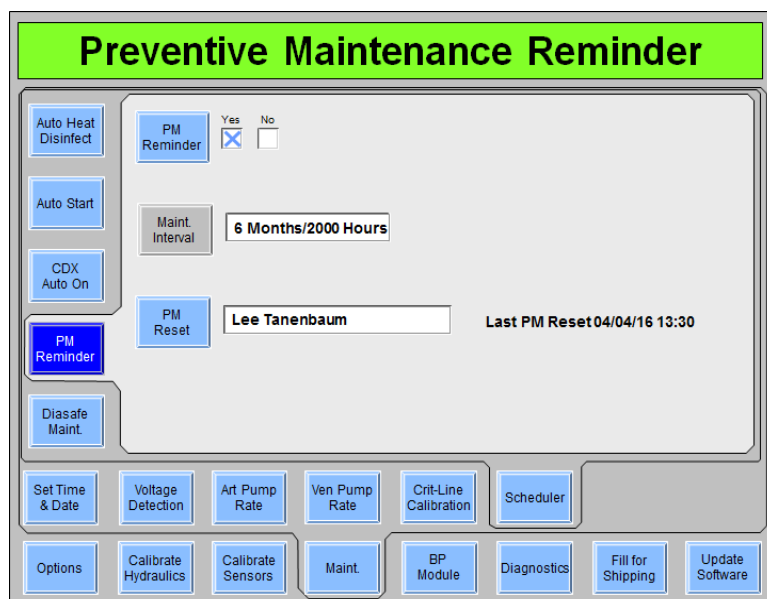 Preventive Maintenance Reminder
Auto Heat
Disinfect
PM
Reminder
Yes No
Auto Start
Maint.
Interval
6 Months/2000 Hours
CDX
Auto On
PM
Reset
Lee Tanenbaum
Last PM Reset 04/04/16 13:30
PM
Reminder
Diasafe
Maint.
Set Time
& Date
Voltage
Detection
Art Pump
Rate
Ven Pump
Rate
Crit-Line
Calibration
Scheduler
Options
Calibrate
Hydraulics
Calibrate
Sensors
Maint.
BP
Module
Diagnostics
Fill for
Shipping
Update
Software